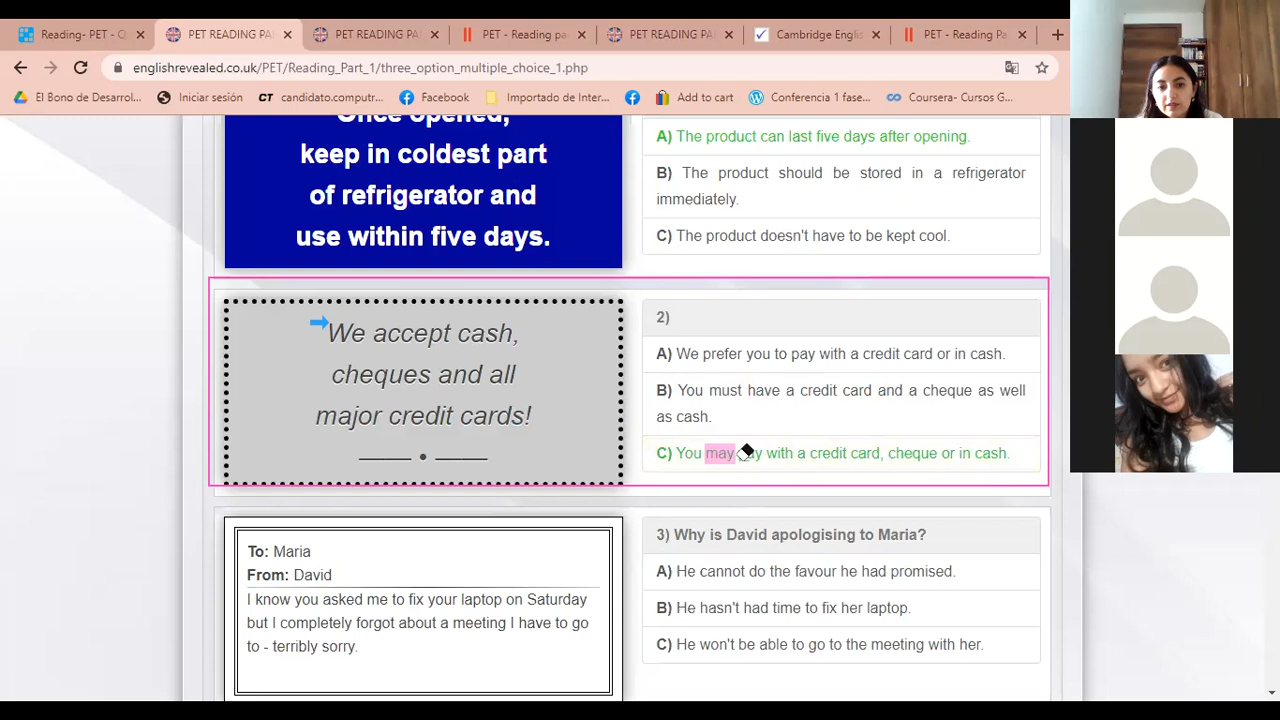 Reading- PET - Q
PET READING PA
PET READING PA
PET - Reading pa
PET READING PA
Cambridge Engli
PET - Reading Pa
englishrevealed.co.uk/PET/Reading_Part_1/three_option_multiple_choice_1.php
El Bono de Desarrol...
Iniciar sesión
CT
candidato.computr...
Facebook
Importado de Inter...
Add to cart
Conferencia 1 fase...
Coursera- Cursos G...
Once opened,
keep in coldest part
of refrigerator and
use within five days.
A) The product can last five days after opening.
B) The product should be stored in a refrigerator
immediately.
C) The product doesn't have to be kept cool.
We accept cash,
cheques and all
major credit cards!
2)
A) We prefer you to pay with a credit card or in cash.
B) You must have a credit card and a cheque as well
as cash.
C) You may pay with a credit card, cheque or in cash.
To: Maria
From: David
I know you asked me to fix your laptop on Saturday
but I completely forgot about a meeting I have to go
to - terribly sorry.
3) Why is David apologising to Maria?
A) He cannot do the favour he had promised.
B) He hasn't had time to fix her laptop.
C) He won't be able to go to the meeting with her.